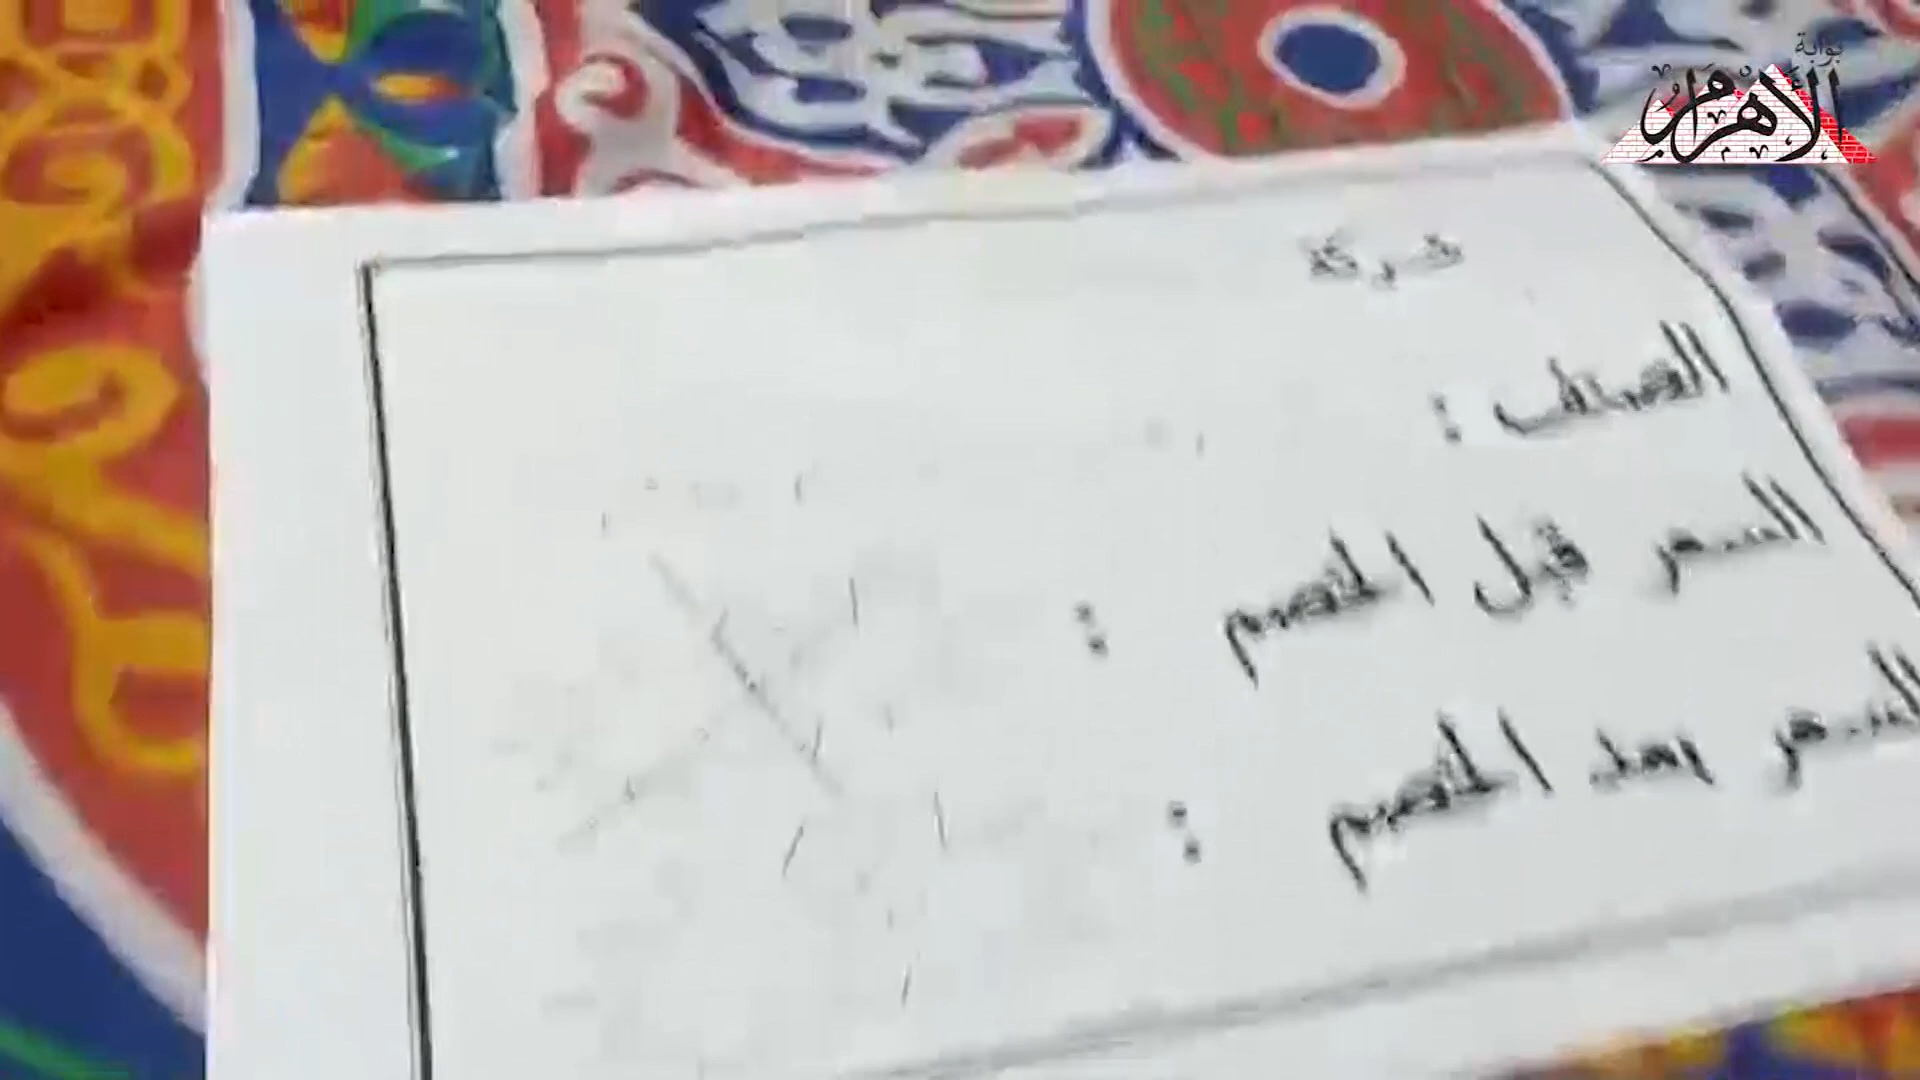 بوابة
الأهرام
شركة
الصنف :
السعر قبل الخصم :
السعر بعد الخصم :